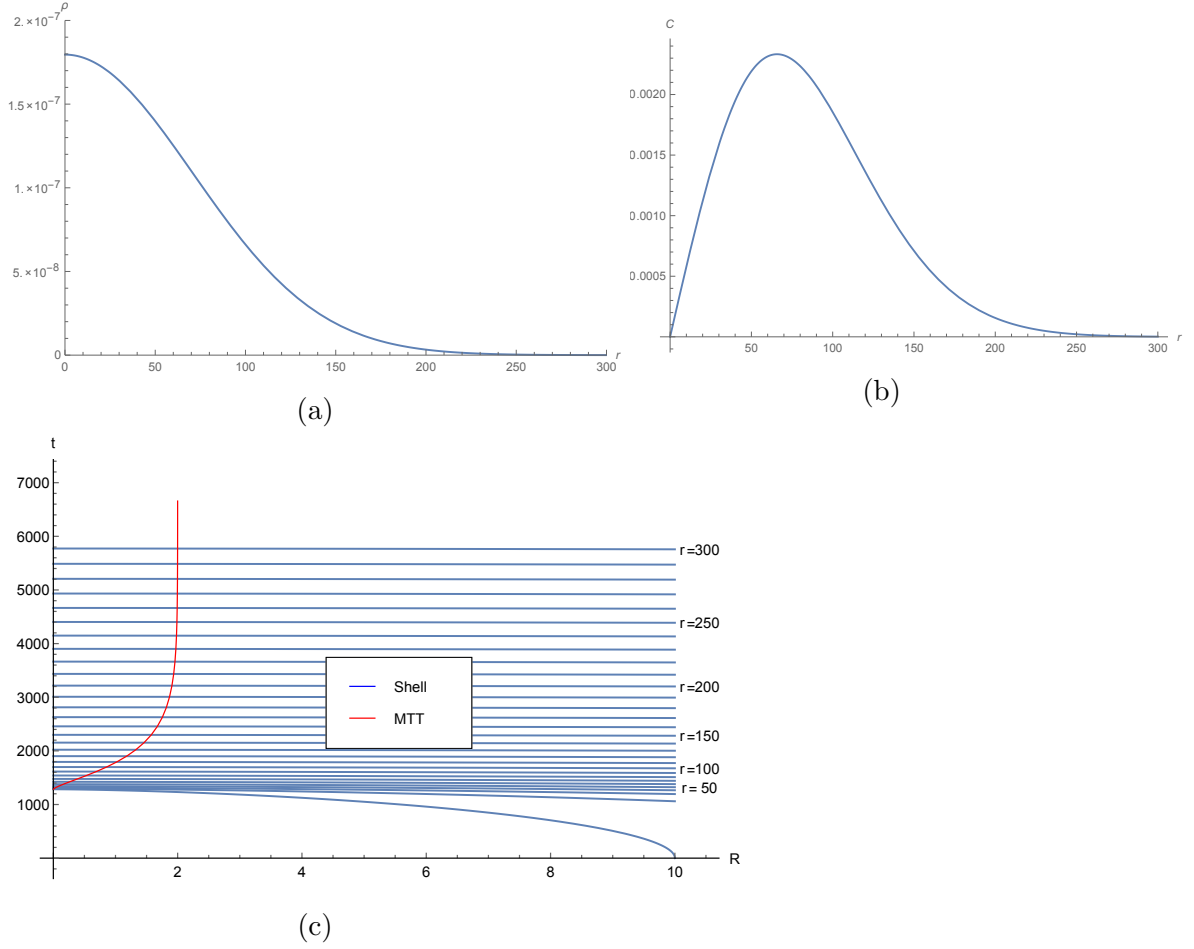 ρ
2.×10⁻⁷
1.5×10⁻⁷
1.×10⁻⁷
5.×10⁻⁸
0
0 50 100 150 200 250 300 r
(a)
C
0.0020
0.0015
0.0010
0.0005
50 100 150 200 250 300 r
(b)
t
7000
6000
5000
4000
3000
2000
1000
r=300
r=250
r=200
r=150
r=100
r= 50
Shell
MTT
2 4 6 8 10 R
(c)